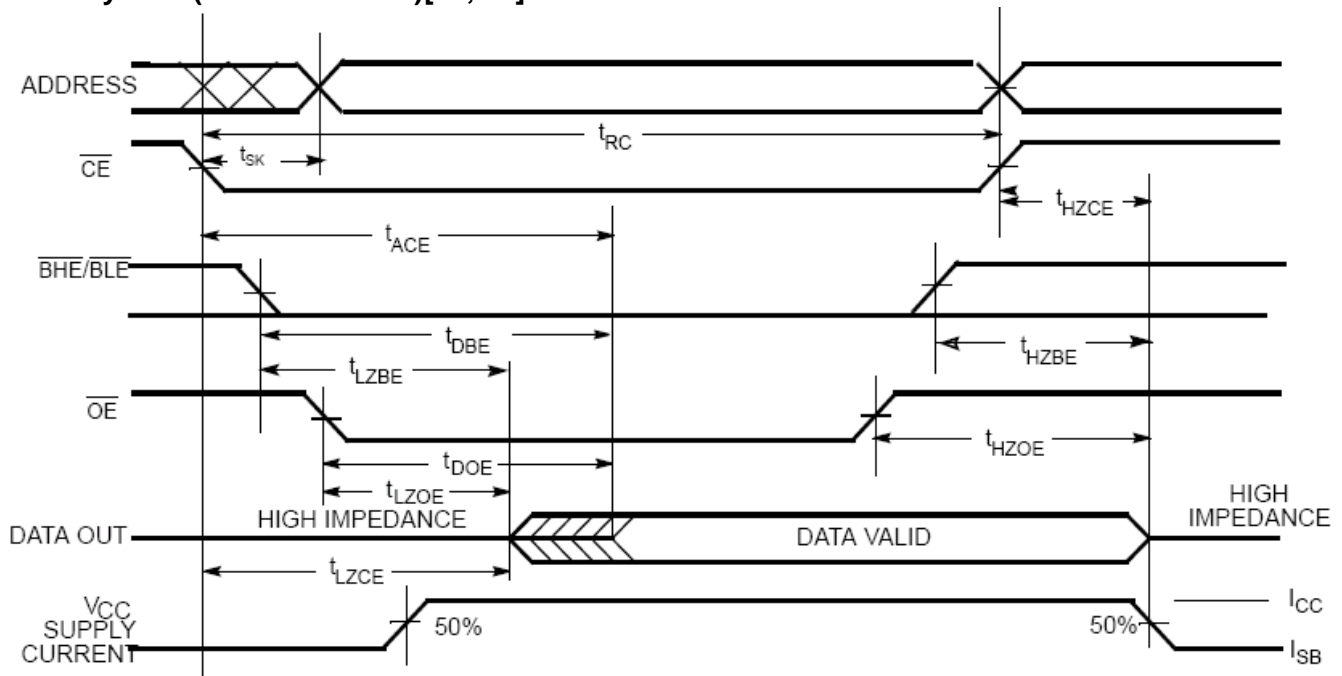 ADDRESS
tRC
tSK
CE
tHZCE
tACE
BHE/BLE
tDBE
tHZBE
tLZBE
OE
tHZOE
tDOE
tLZOE
HIGH IMPEDANCE
HIGH
IMPEDANCE
DATA OUT
DATA VALID
tLZCE
VCC
SUPPLY
CURRENT
50%
50%
ICC
ISB